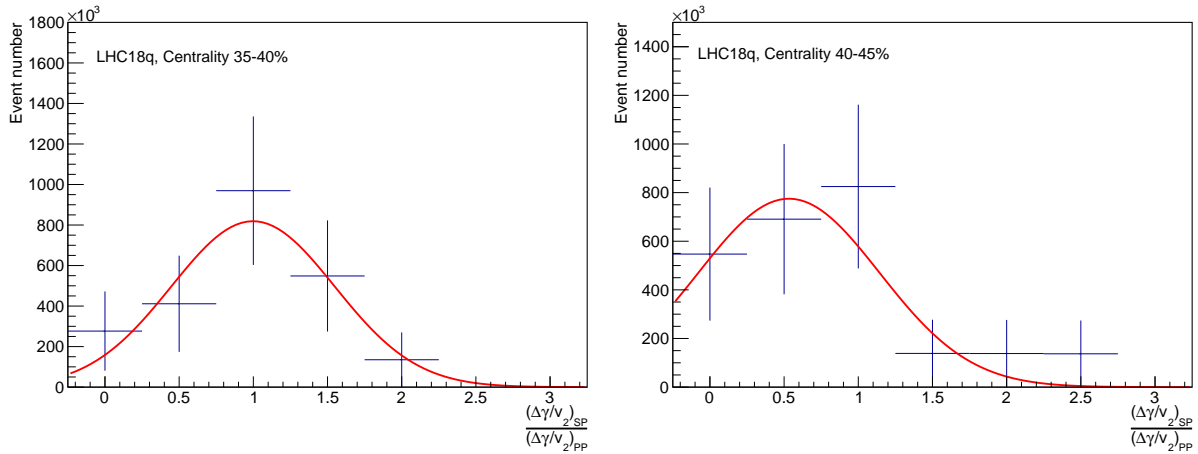 ×10³
1800
1600
1400
1200
1000
800
600
400
200
0
Event number
LHC18q, Centrality 35-40%
0 0.5 1 1.5 2 2.5 3
(Δγ/v₂)SP
(Δγ/v₂)PP
×10³
1400
1200
1000
800
600
400
200
0
Event number
LHC18q, Centrality 40-45%
0 0.5 1 1.5 2 2.5 3
(Δγ/v₂)SP
(Δγ/v₂)PP